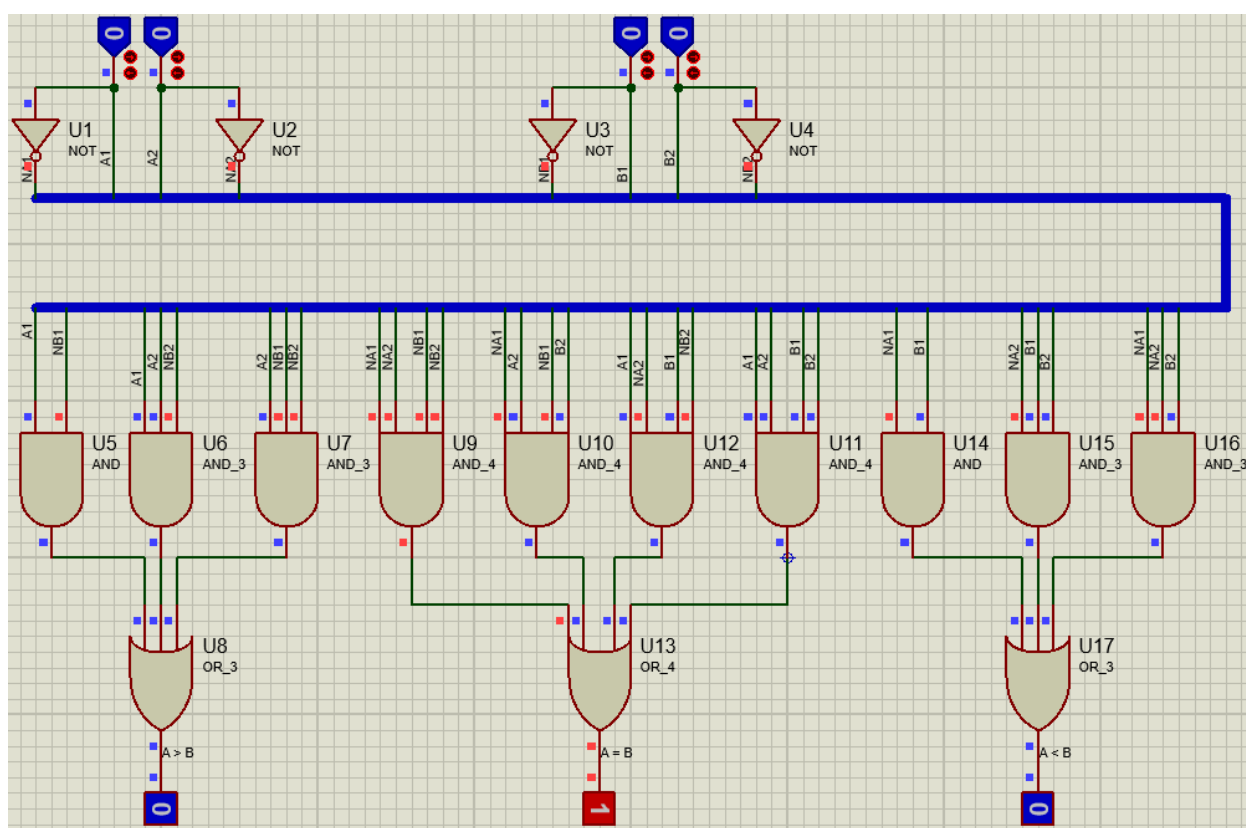 0 0 0 0
U1
NOT
U2
NOT
U3
NOT
U4
NOT
NA1 A1 A2 NA2 NB1 B1 B2 NB2
A1 NB1 A1 A2 NB2 A2 NB1 NB2 NA1 NA2 NB1 NB2 NA1 A2 NB1 B2 A1 NA2 B1 NB2 A1 A2 B1 B2 NA1 B1 NA2 B1 B2 NA1 NA2 B2
U5
AND
U6
AND_3
U7
AND_3
U9
AND_4
U10
AND_4
U12
AND_4
U11
AND_4
U14
AND
U15
AND_3
U16
AND_3
U8
OR_3
U13
OR_4
U17
OR_3
A > B
A = B
A < B
0 1 0